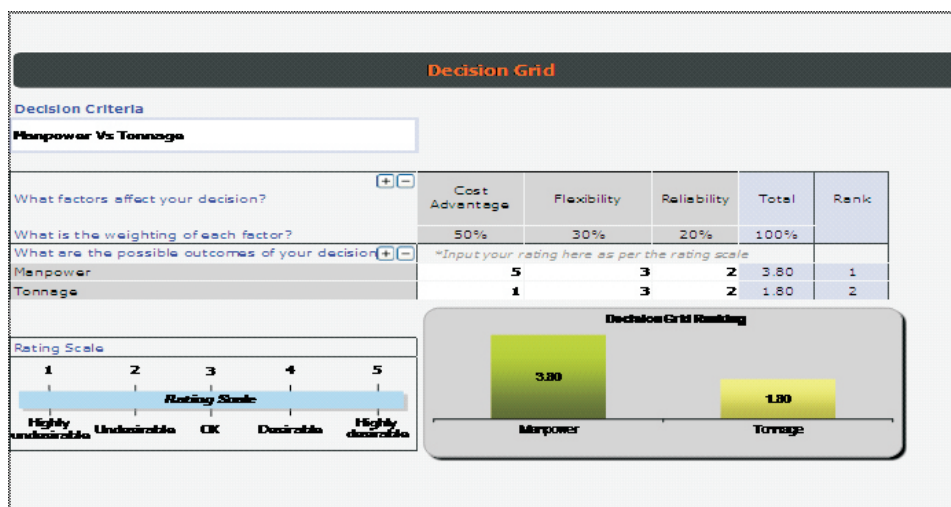 Decision Grid
Decision Criteria
Manpower Vs Tonnage
What factors affect your decision?
+ −
Cost Advantage Flexibility Reliability Total Rank
What is the weighting of each factor? 50% 30% 20% 100%
What are the possible outcomes of your decision + − *Input your rating here as per the rating scale
Manpower 5 3 2 3.80 1
Tonnage 1 3 2 1.80 2
Rating Scale
1 2 3 4 5
Rating Scale
Highly undesirable Undesirable OK Desirable Highly desirable
Decision Grid Ranking
3.80 1.80
Manpower Tonnage